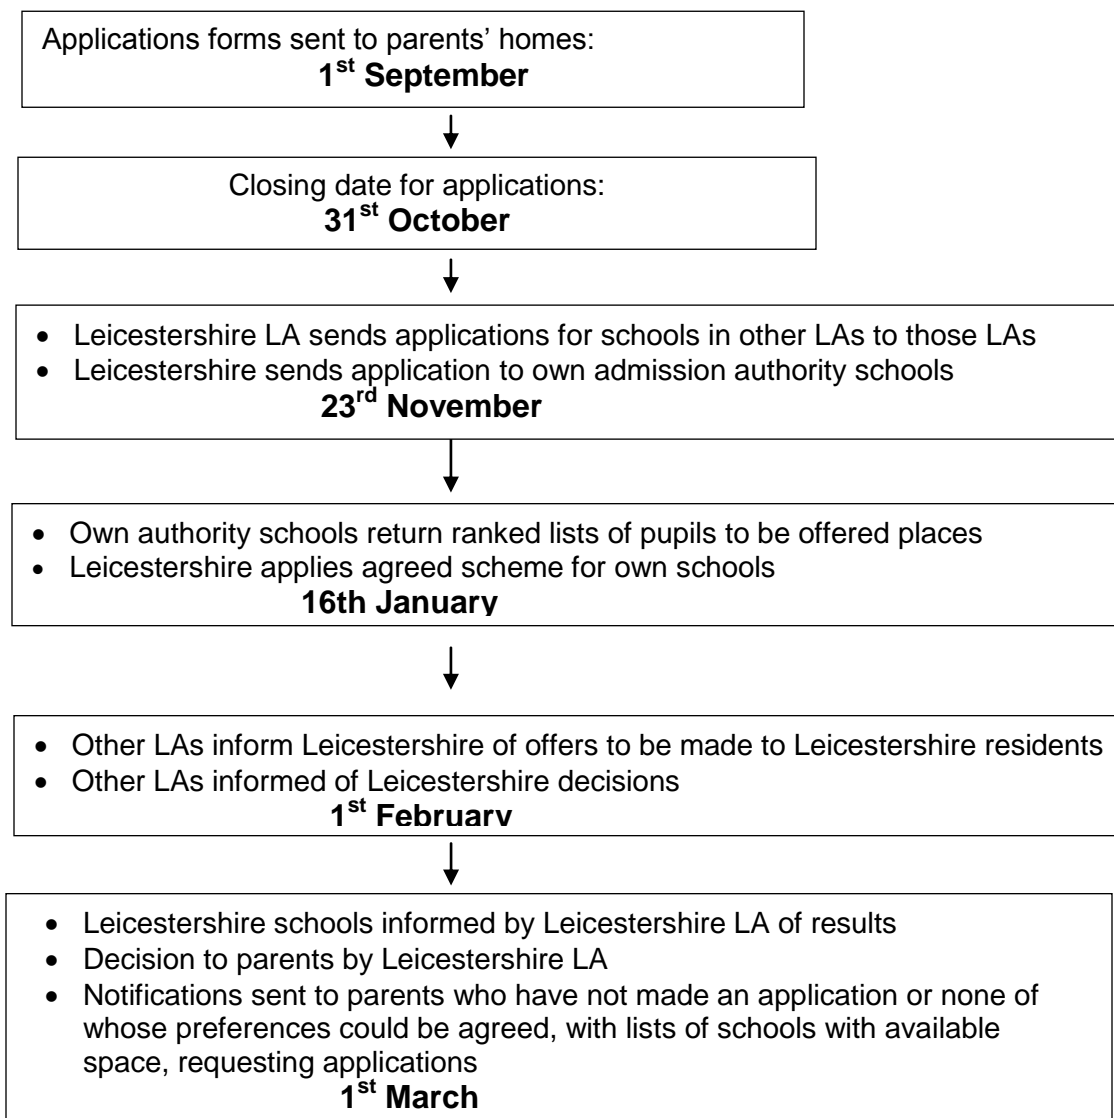 Applications forms sent to parents’ homes:
1st September
Closing date for applications:
31st October
• Leicestershire LA sends applications for schools in other LAs to those LAs
• Leicestershire sends application to own admission authority schools
23rd November
• Own authority schools return ranked lists of pupils to be offered places
• Leicestershire applies agreed scheme for own schools
16th January
• Other LAs inform Leicestershire of offers to be made to Leicestershire residents
• Other LAs informed of Leicestershire decisions
1st February
• Leicestershire schools informed by Leicestershire LA of results
• Decision to parents by Leicestershire LA
• Notifications sent to parents who have not made an application or none of
whose preferences could be agreed, with lists of schools with available
space, requesting applications
1st March